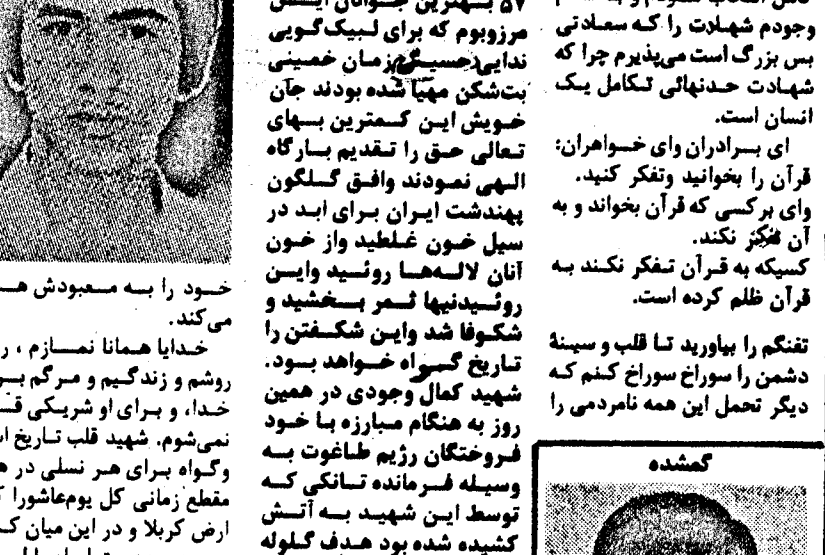 وجودم شهادت را که سعادتی
بس بزرگ است می‌پذیرم چرا که
شهادت حدنهائی تکامل یک
انسان است.
ای برادران وای خواهران:
قرآن را بخوانید وتفکر کنید.
وای بر کسی که قرآن بخواند و به
آن تفکر نکند.
کسیکه به قرآن تفکر نکند به
قرآن ظلم کرده است.
تفنگم را بیاورید تا قلب و سینهٔ
دشمن را سوراخ سوراخ کنم که
دیگر تحمل این همه نامردمی را
گمشده
۵۷ بهترین جوانان این
مرزوبوم که برای لبیک‌گویی
ندایی حسین زمان خمینی
بت‌شکن مهیا شده بودند جان
خویش این کمترین بهای
تعالی حق را تقدیم بارگاه
الهی نمودند وافق گلگون
پهندشت ایران برای ابد در
سیل خون غلطید واز خون
آنان لاله‌ها روئید واین
روئیدنیها ثمر بخشید و
شکوفا شد واین شکفتن را
تاریخ گواه خواهد بود.
شهید کمال وجودی در همین
روز به هنگام مبارزه با خود
فروختگان رژیم طاغوت به
وسیله فرمانده تانکی که
توسط این شهید به آتش
کشیده شده بود هدف گلوله
خود را به معبودش
می‌کند.
خدایا همانا نمازم ،
روشم و زندگیم و مرگم
خدا، و برای او شریکی
نمی‌شوم. شهید قلب تاریخ
وگواه برای هر نسلی در
مقطع زمانی کل یوم‌عاشورا
ارض کربلا و در این میان